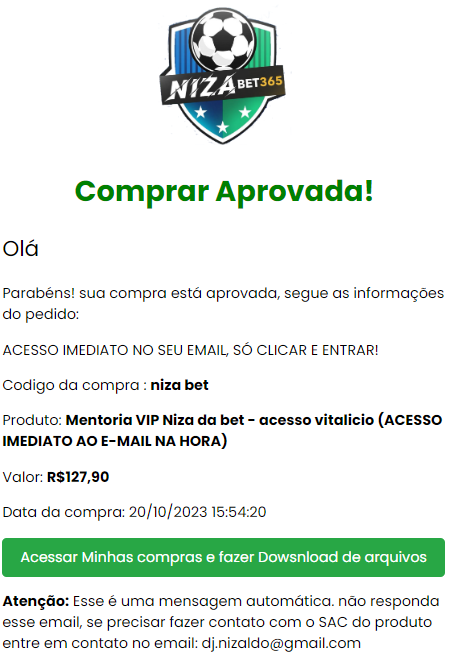 NIZA BET365
Comprar Aprovada!
Olá
Parabéns! sua compra está aprovada, segue as informações
do pedido:
ACESSO IMEDIATO NO SEU EMAIL, SÓ CLICAR E ENTRAR!
Codigo da compra : niza bet
Produto: Mentoria VIP Niza da bet - acesso vitalicio (ACESSO
IMEDIATO AO E-MAIL NA HORA)
Valor: R$127,90
Data da compra: 20/10/2023 15:54:20
Acessar Minhas compras e fazer Dowsnload de arquivos
Atenção: Esse é uma mensagem automática. não responda
esse email, se precisar fazer contato com o SAC do produto
entre em contato no email: dj.nizaldo@gmail.com